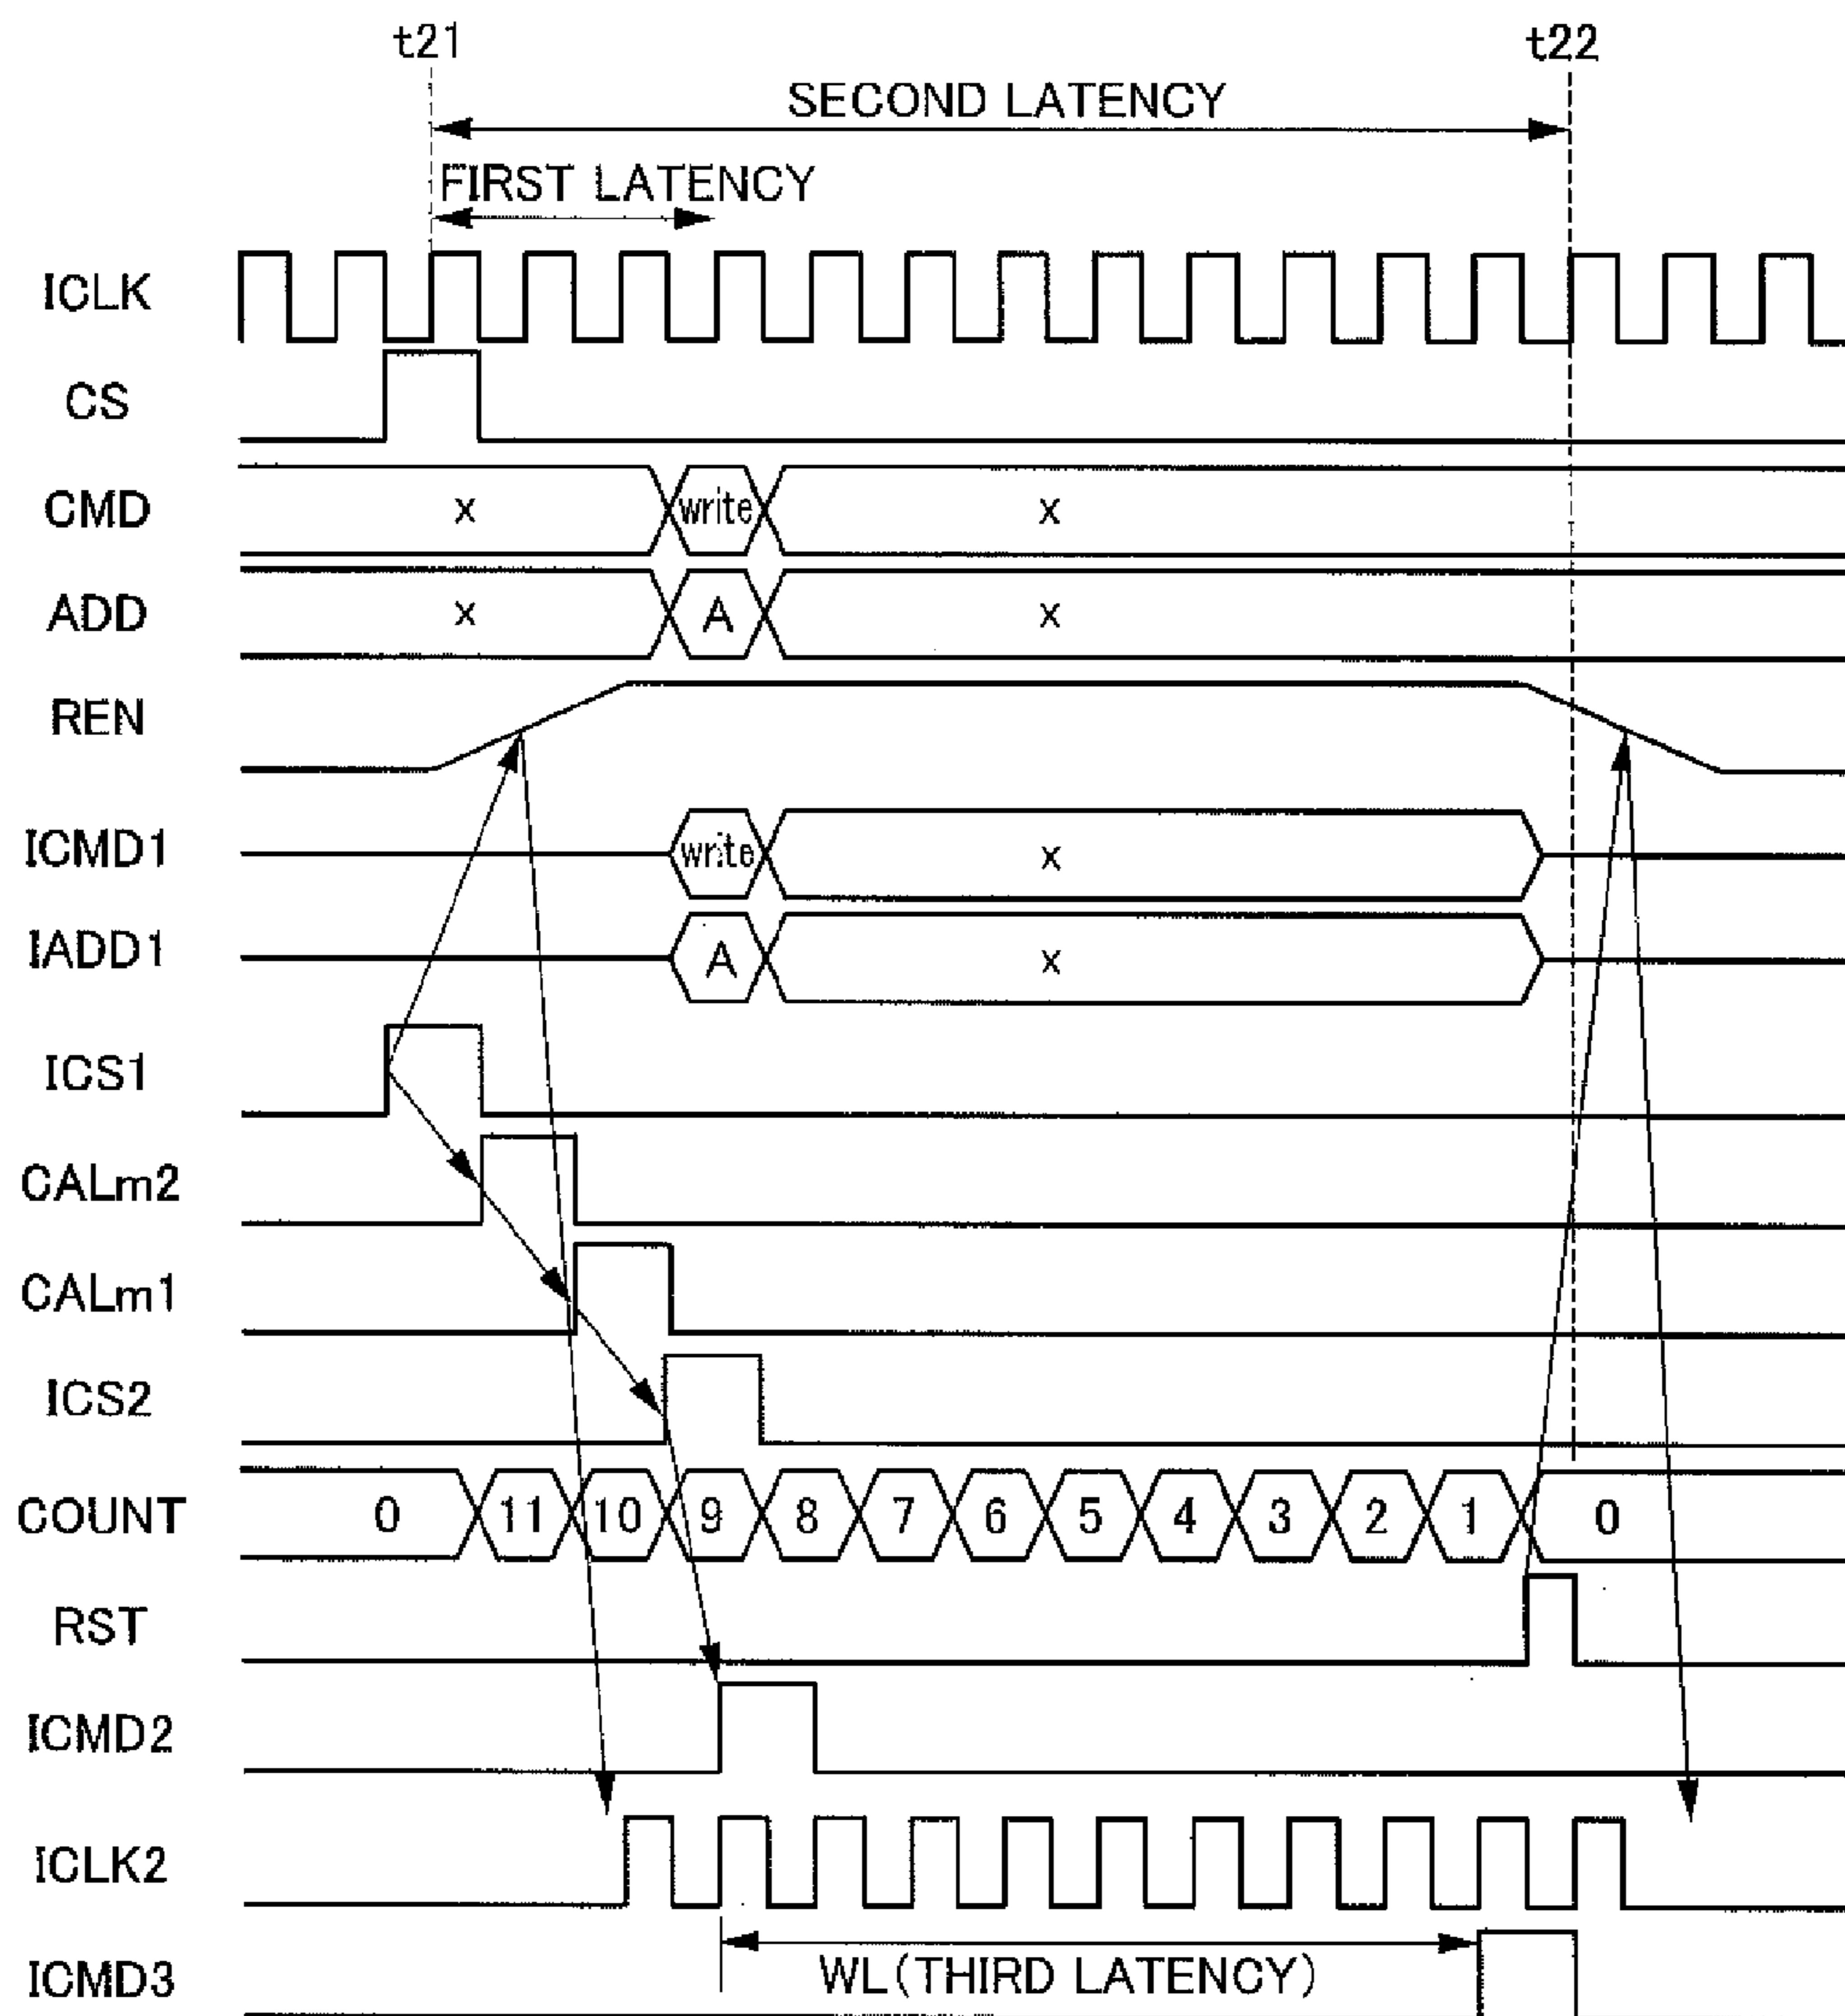 t21 t22
SECOND LATENCY
FIRST LATENCY
ICLK
CS
CMD x write x
ADD x A x
REN
ICMD1 write x
IADD1 A x
ICS1
CALm2
CALm1
ICS2
COUNT 0 11 10 9 8 7 6 5 4 3 2 1 0
RST
ICMD2
ICLK2
WL(THIRD LATENCY)
ICMD3